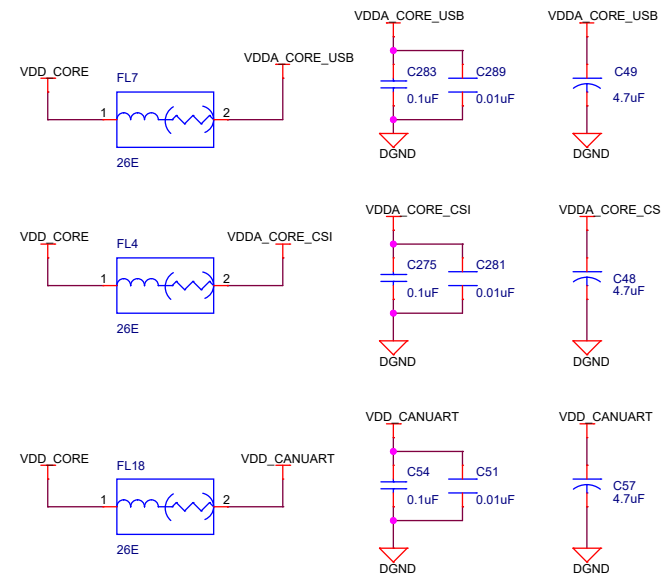 VDDA_CORE_USB
VDDA_CORE_USB
VDDA_CORE_USB
VDD_CORE
FL7
1
2
26E
C283
0.1uF
C289
0.01uF
C49
4.7uF
DGND
DGND
VDDA_CORE_CSI
VDDA_CORE_CS
VDD_CORE
FL4
VDDA_CORE_CSI
1
2
26E
C275
0.1uF
C281
0.01uF
C48
4.7uF
DGND
DGND
VDD_CANUART
VDD_CANUART
VDD_CORE
FL18
VDD_CANUART
1
2
26E
C54
0.1uF
C51
0.01uF
C57
4.7uF
DGND
DGND